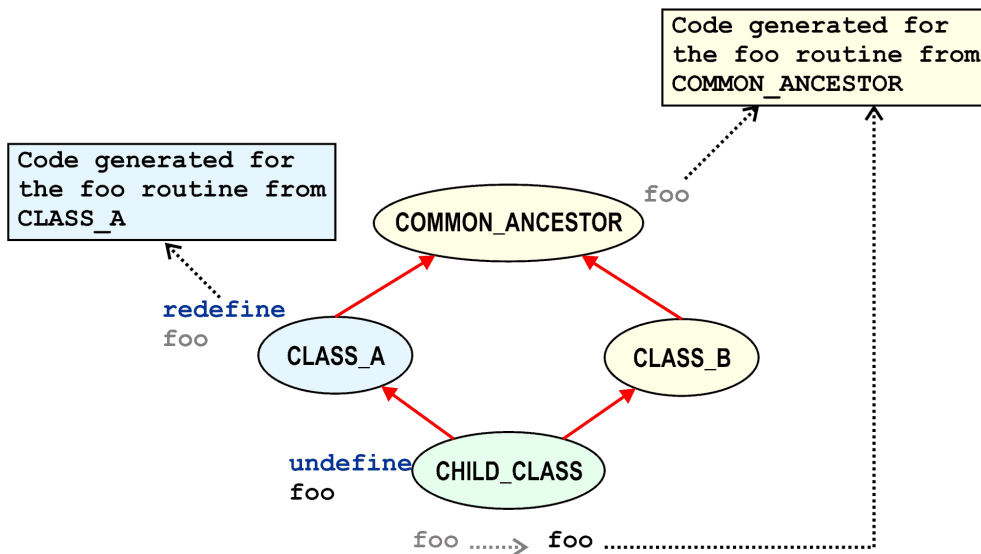 Code generated for
the foo routine from
COMMON_ANCESTOR
Code generated for
the foo routine from
CLASS_A
foo
COMMON_ANCESTOR
redefine
foo
CLASS_A
CLASS_B
undefine
foo
CHILD_CLASS
foo
foo